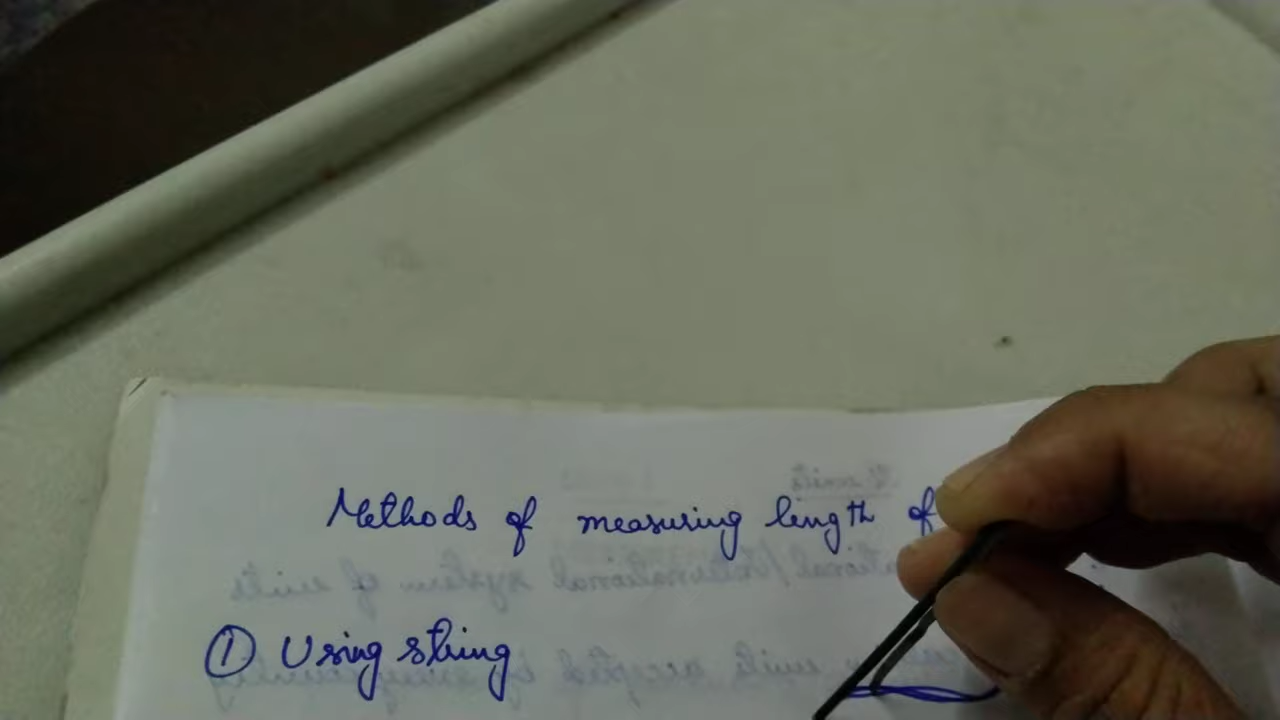 Methods of measuring length of
① Using string